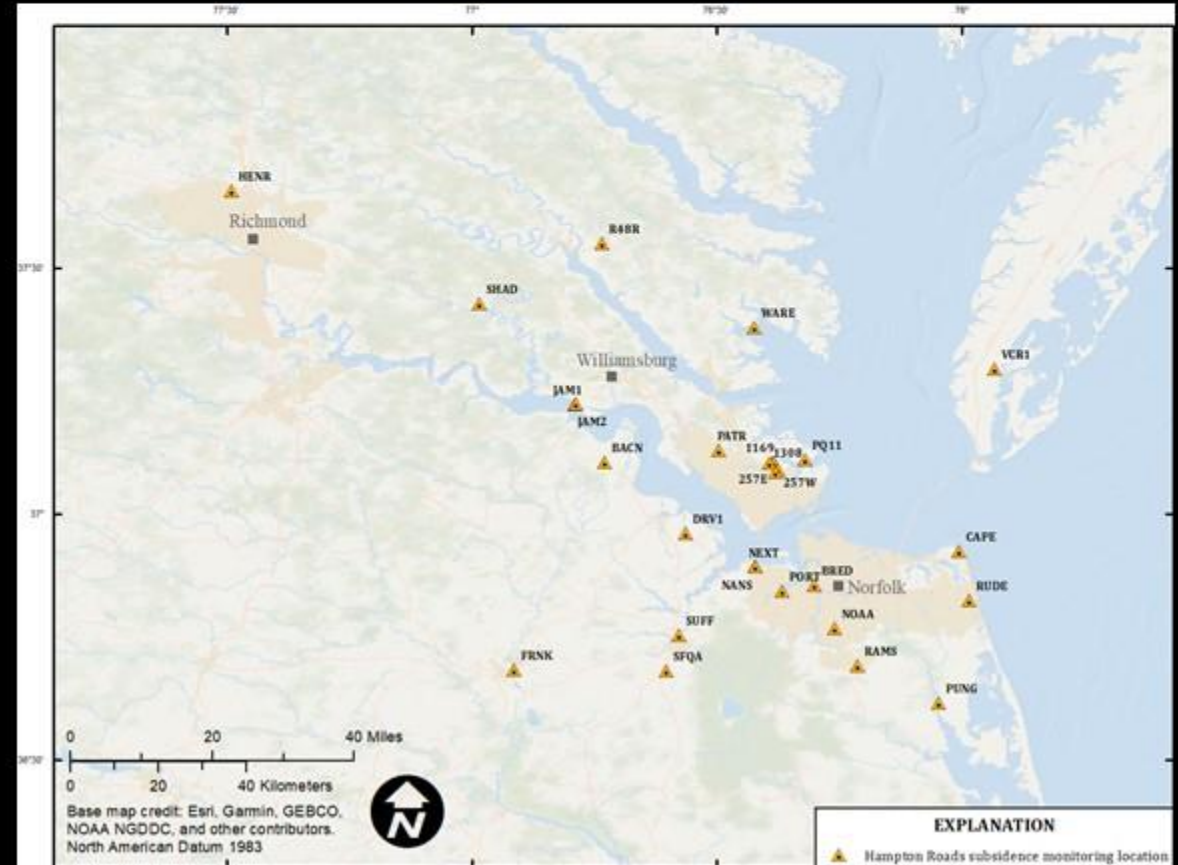 77°30'
77°
76°30'
76°
HENR
Richmond
R48R
37°30'
SHAD
WARE
Williamsburg
VCR1
JAM1
JAM2
PATR
1169
1308
PQ11
BACN
257E
257W
37°
DRV1
CAPE
NEXT
NANS
PORT
BRED
Norfolk
RUDE
NOAA
SUFF
RAMS
FRNK
SFQA
PUNG
0 20 40 Miles
36°30'
0 20 40 Kilometers
Base map credit: Esri, Garmin, GEBCO,
NOAA NGDDC, and other contributors.
North American Datum 1983
N
EXPLANATION
Hampton Roads subsidence monitoring location